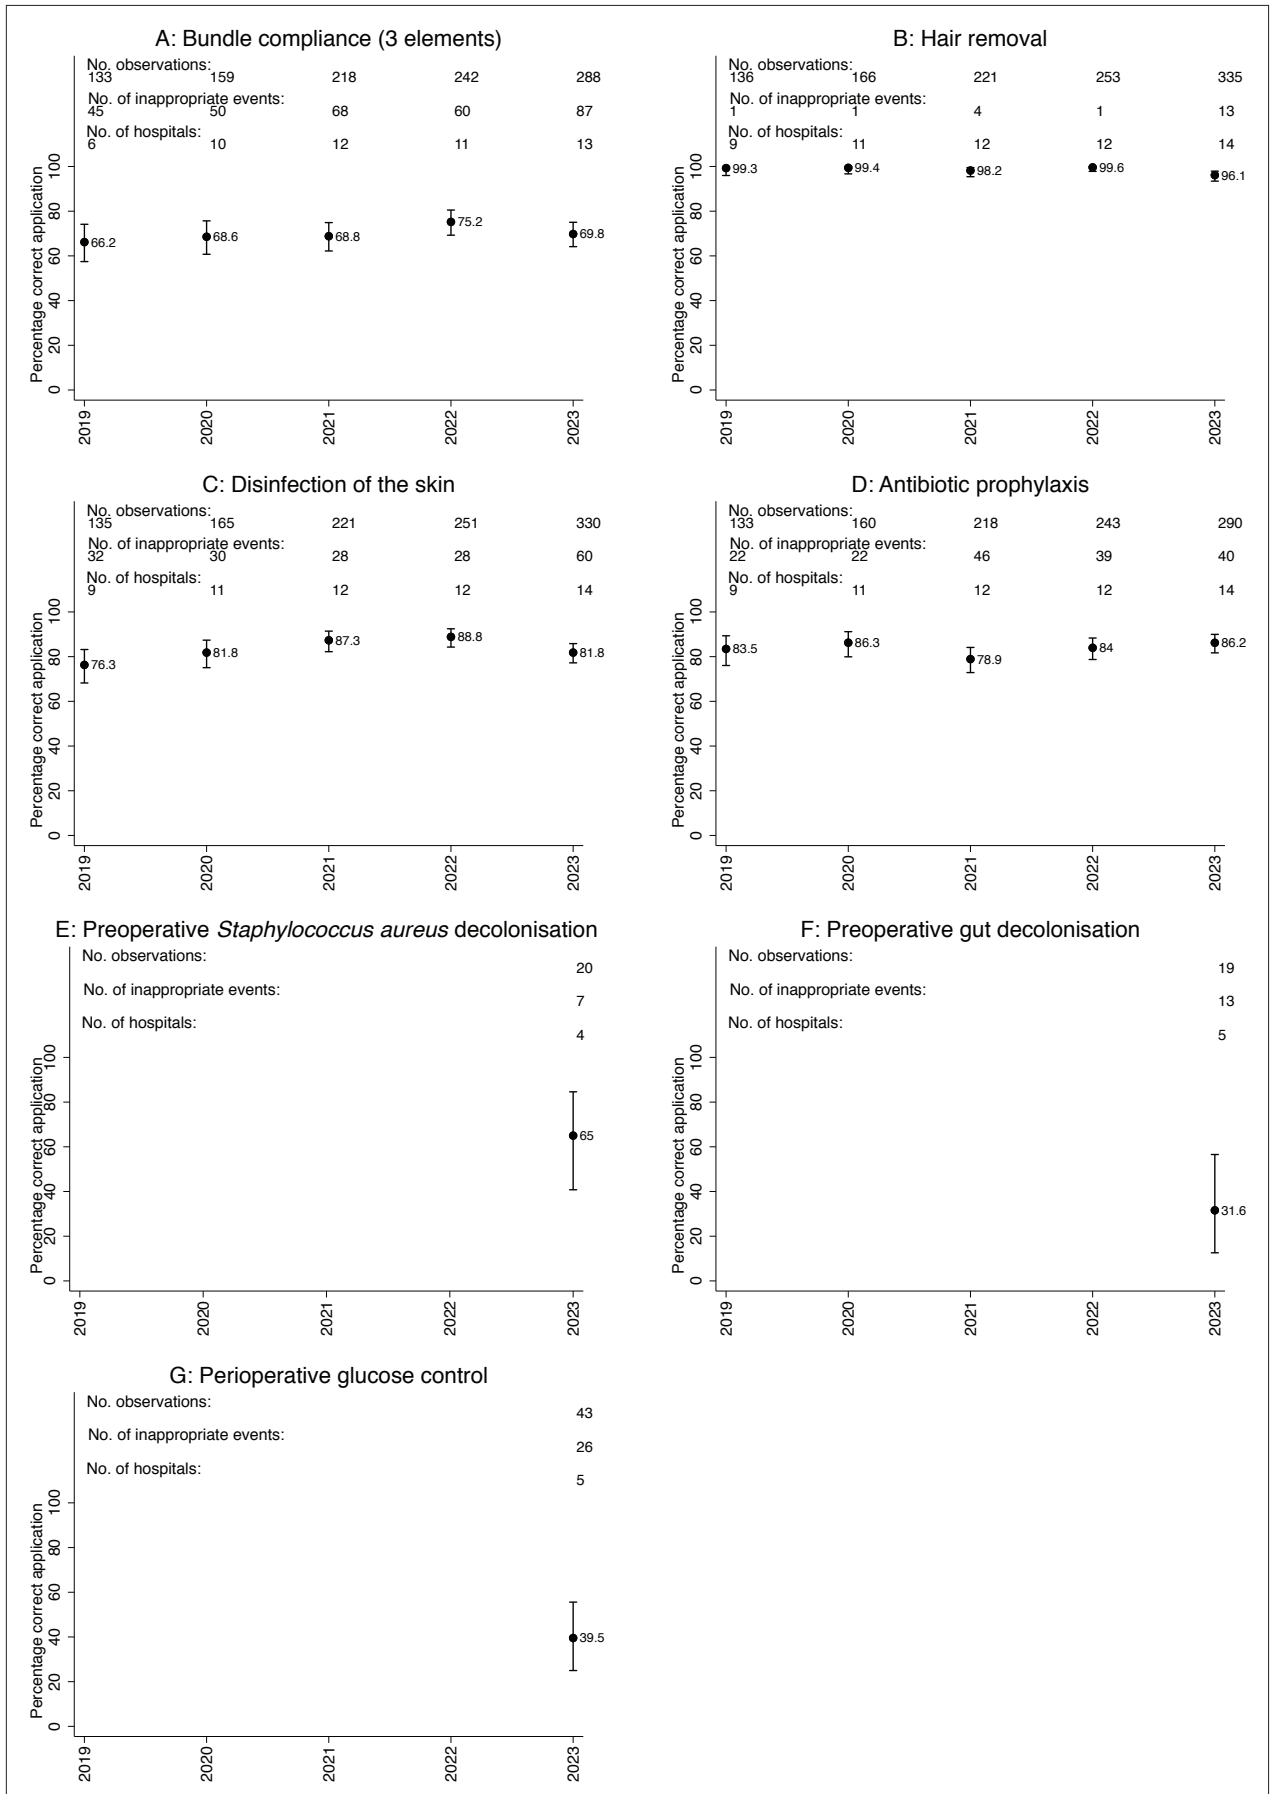 A: Bundle compliance (3 elements)
No. observations:
133 159 218 242 288
No. of inappropriate events:
45 50 68 60 87
No. of hospitals:
6 10 12 11 13
Percentage correct application
100
80
60
40
20
0
66.2 68.6 68.8 75.2 69.8
2019 2020 2021 2022 2023
B: Hair removal
No. observations:
136 166 221 253 335
No. of inappropriate events:
1 1 4 1 13
No. of hospitals:
9 11 12 12 14
Percentage correct application
100
80
60
40
20
0
99.3 99.4 98.2 99.6 96.1
2019 2020 2021 2022 2023
C: Disinfection of the skin
No. observations:
135 165 221 251 330
No. of inappropriate events:
32 30 28 28 60
No. of hospitals:
9 11 12 12 14
Percentage correct application
100
80
60
40
20
0
76.3 81.8 87.3 88.8 81.8
2019 2020 2021 2022 2023
D: Antibiotic prophylaxis
No. observations:
133 160 218 243 290
No. of inappropriate events:
22 22 46 39 40
No. of hospitals:
9 11 12 12 14
Percentage correct application
100
80
60
40
20
0
83.5 86.3 78.9 84 86.2
2019 2020 2021 2022 2023
E: Preoperative Staphylococcus aureus decolonisation
No. observations:
20
No. of inappropriate events:
7
No. of hospitals:
4
Percentage correct application
100
80
60
40
20
0
65
2019 2020 2021 2022 2023
F: Preoperative gut decolonisation
No. observations:
19
No. of inappropriate events:
13
No. of hospitals:
5
Percentage correct application
100
80
60
40
20
0
31.6
2019 2020 2021 2022 2023
G: Perioperative glucose control
No. observations:
43
No. of inappropriate events:
26
No. of hospitals:
5
Percentage correct application
100
80
60
40
20
0
39.5
2019 2020 2021 2022 2023